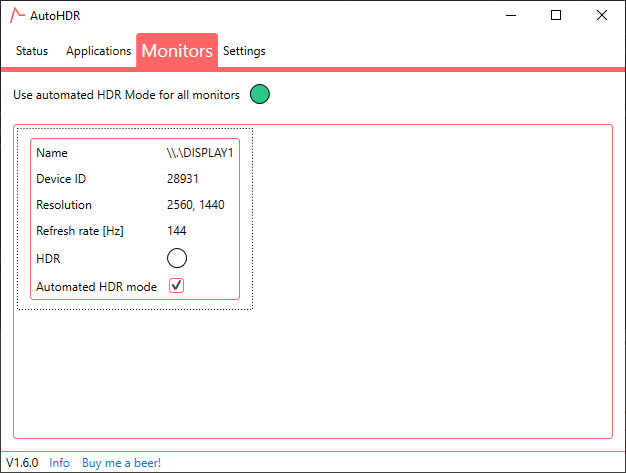 AutoHDR
Status Applications Monitors Settings
Use automated HDR Mode for all monitors
Name \\.\DISPLAY1
Device ID 28931
Resolution 2560, 1440
Refresh rate [Hz] 144
HDR
Automated HDR mode
V1.6.0 Info Buy me a beer!